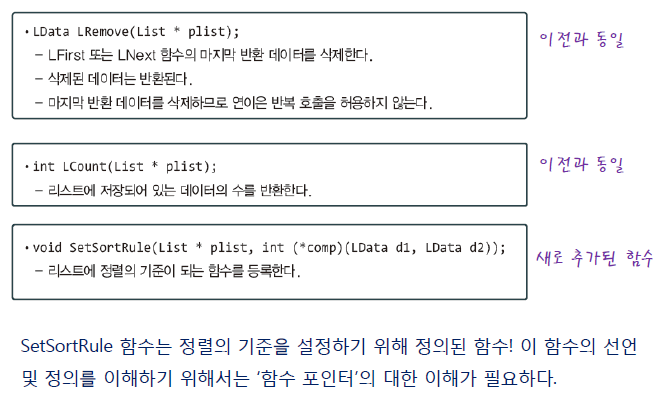 • LData LRemove(List * plist);
이전과 동일
– LFirst 또는 LNext 함수의 마지막 반환 데이터를 삭제한다.
– 삭제된 데이터는 반환된다.
– 마지막 반환 데이터를 삭제하므로 연이은 반복 호출을 허용하지 않는다.
• int LCount(List * plist);
이전과 동일
– 리스트에 저장되어 있는 데이터의 수를 반환한다.
• void SetSortRule(List * plist, int (*comp)(LData d1, LData d2));
새로 추가된 함수
– 리스트에 정렬의 기준이 되는 함수를 등록한다.
SetSortRule 함수는 정렬의 기준을 설정하기 위해 정의된 함수! 이 함수의 선언
및 정의를 이해하기 위해서는 ‘함수 포인터’의 대한 이해가 필요하다.